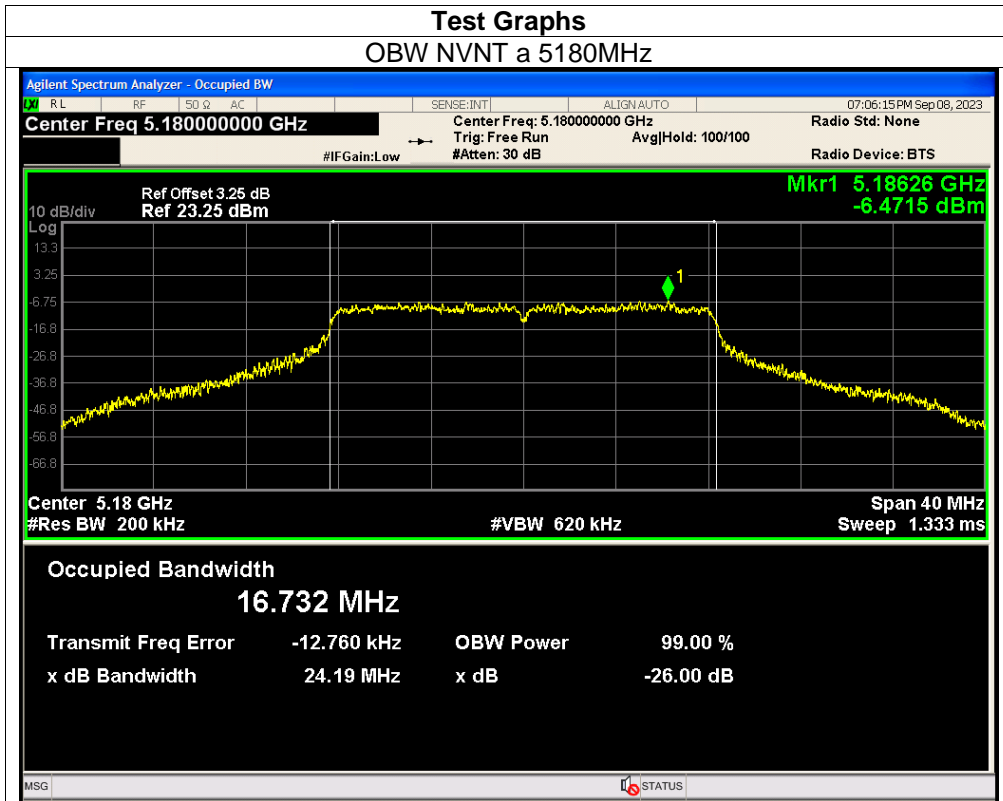 Test Graphs
OBW NVNT a 5180MHz
Agilent Spectrum Analyzer - Occupied BW
LXI RL RF 50 Ω AC SENSE:INT ALIGN AUTO 07:06:15 PM Sep 08, 2023
Center Freq 5.180000000 GHz Center Freq: 5.180000000 GHz Radio Std: None
Trig: Free Run Avg|Hold: 100/100
#IFGain:Low #Atten: 30 dB Radio Device: BTS
Mkr1 5.18626 GHz
Ref Offset 3.25 dB
-6.4715 dBm
10 dB/div Ref 23.25 dBm
Log
13.3
3.25
1
-6.75
-16.8
-26.8
-36.8
-46.8
-56.8
-66.8
Center 5.18 GHz Span 40 MHz
#Res BW 200 kHz #VBW 620 kHz Sweep 1.333 ms
Occupied Bandwidth
16.732 MHz
Transmit Freq Error -12.760 kHz OBW Power 99.00 %
x dB Bandwidth 24.19 MHz x dB -26.00 dB
MSG STATUS